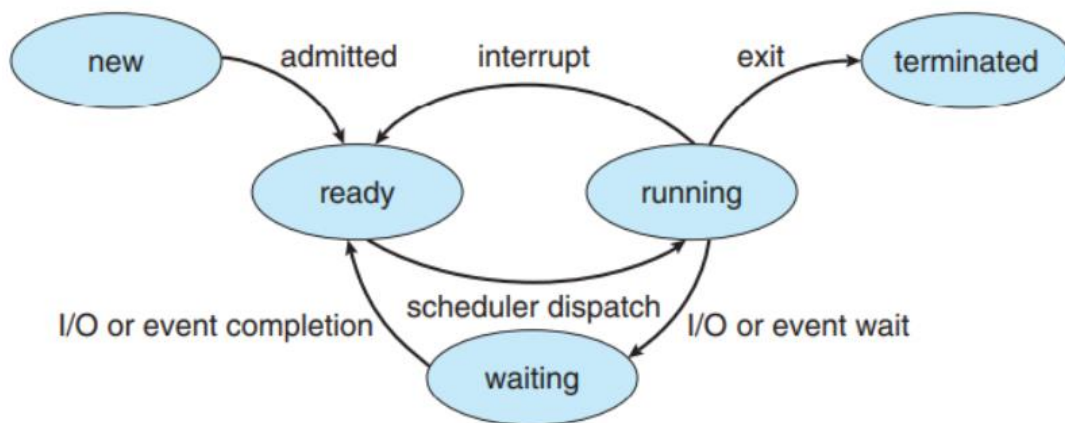 new
admitted
interrupt
exit
terminated
ready
running
I/O or event completion
scheduler dispatch
I/O or event wait
waiting